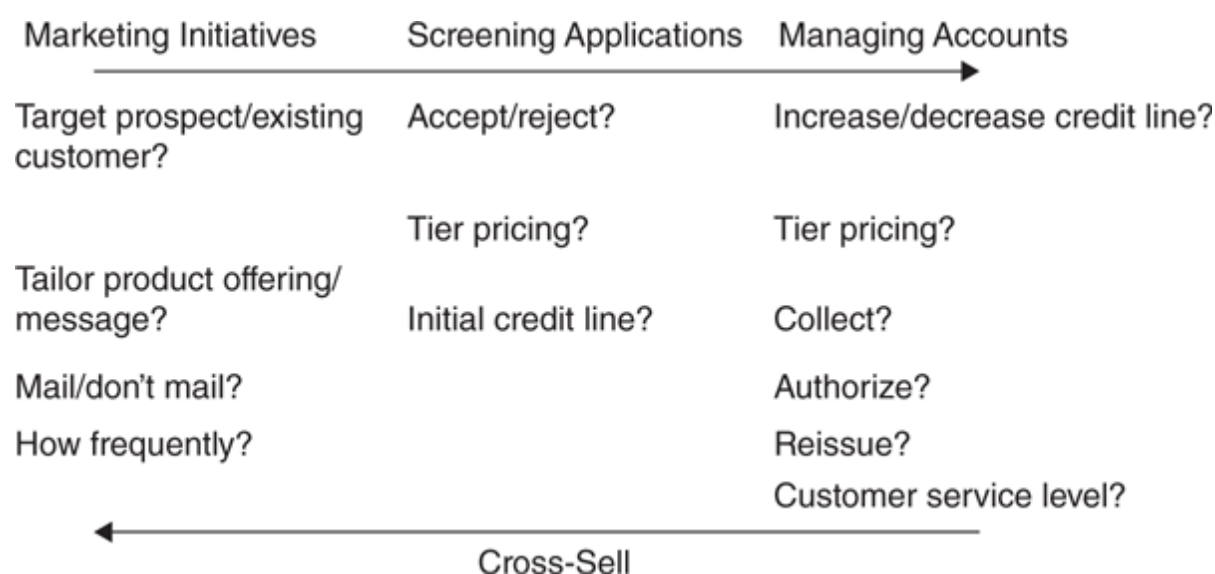 Marketing Initiatives
Screening Applications
Managing Accounts
Target prospect/existing
customer?
Accept/reject?
Increase/decrease credit line?
Tier pricing?
Tier pricing?
Tailor product offering/
message?
Initial credit line?
Collect?
Mail/don’t mail?
Authorize?
How frequently?
Reissue?
Customer service level?
Cross-Sell